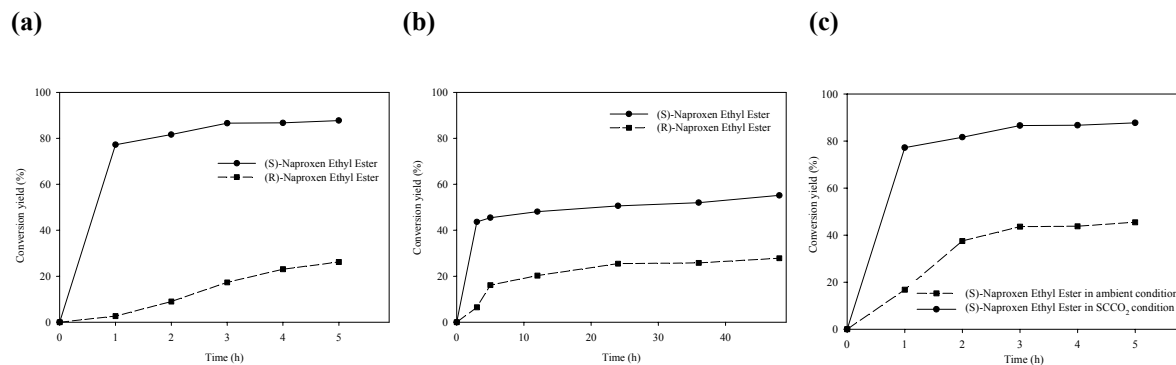 (a)
100
80
60
40
20
0
Conversion yield (%)
(S)-Naproxen Ethyl Ester
(R)-Naproxen Ethyl Ester
0 1 2 3 4 5
Time (h)
(b)
100
80
60
40
20
0
Conversion yield (%)
(S)-Naproxen Ethyl Ester
(R)-Naproxen Ethyl Ester
0 10 20 30 40
Time (h)
(c)
100
80
60
40
20
0
Conversion yield (%)
(S)-Naproxen Ethyl Ester in ambient condition
(S)-Naproxen Ethyl Ester in SCCO₂ condition
0 1 2 3 4 5
Time (h)